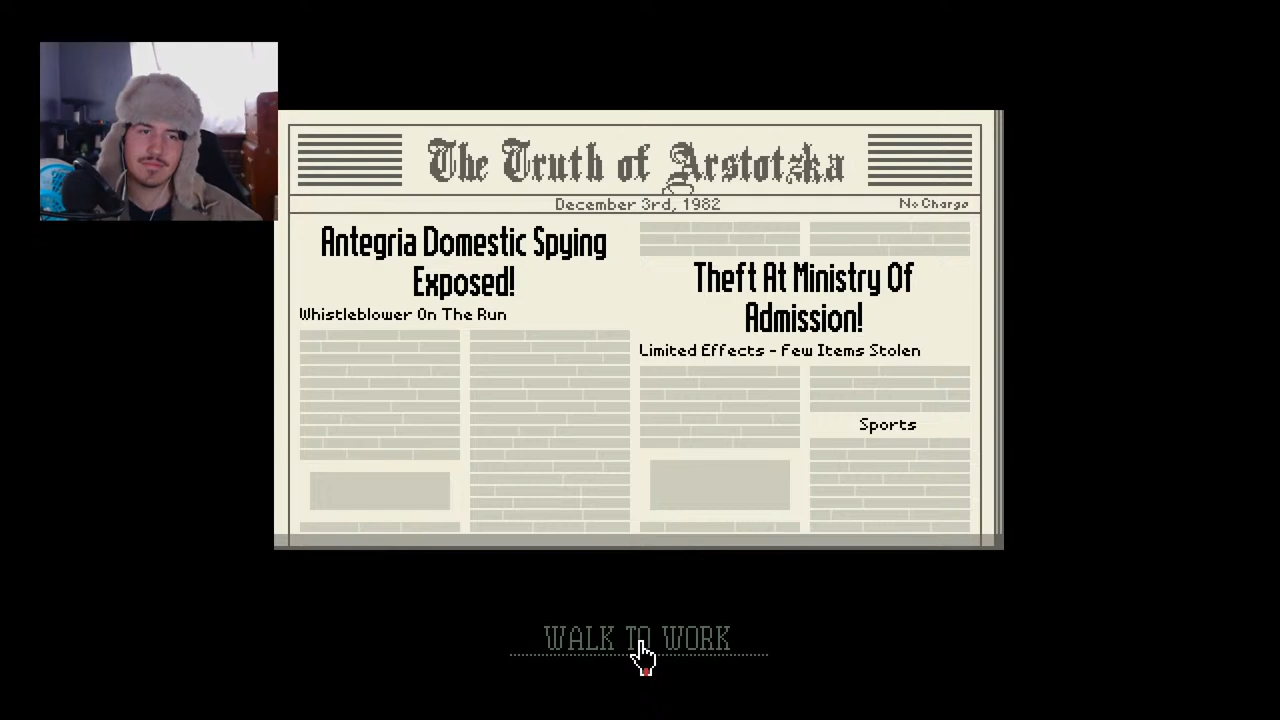 The Truth of Arstotzka
December 3rd, 1982
No Charge
Antegria Domestic Spying
Exposed!
Whistleblower On The Run
Theft At Ministry Of
Admission!
Limited Effects - Few Items Stolen
Sports
WALK TO WORK